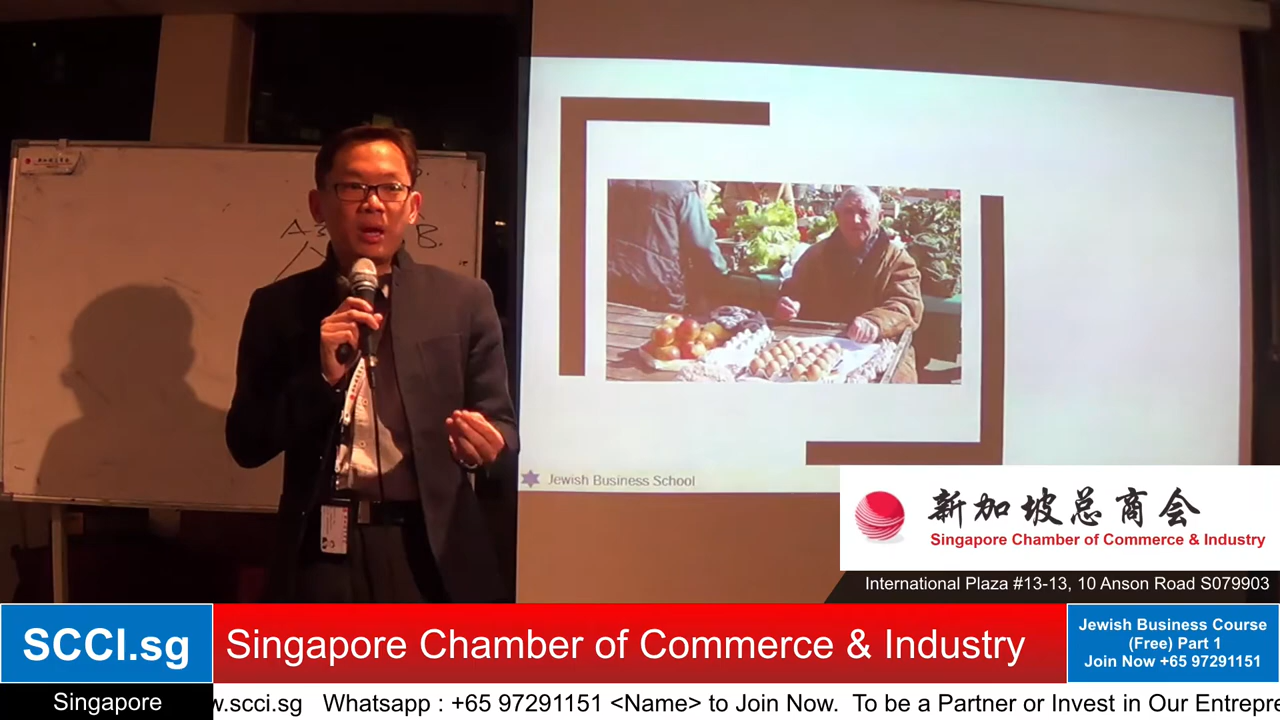 A
B.
Jewish Business School
新加坡总商会
Singapore Chamber of Commerce & Industry
International Plaza #13-13, 10 Anson Road S079903
SCCI.sg
Singapore Chamber of Commerce & Industry
Jewish Business Course
(Free) Part 1
Join Now +65 97291151
Singapore
w.scci.sg Whatsapp : +65 97291151 <Name> to Join Now. To be a Partner or Invest in Our Entrepre